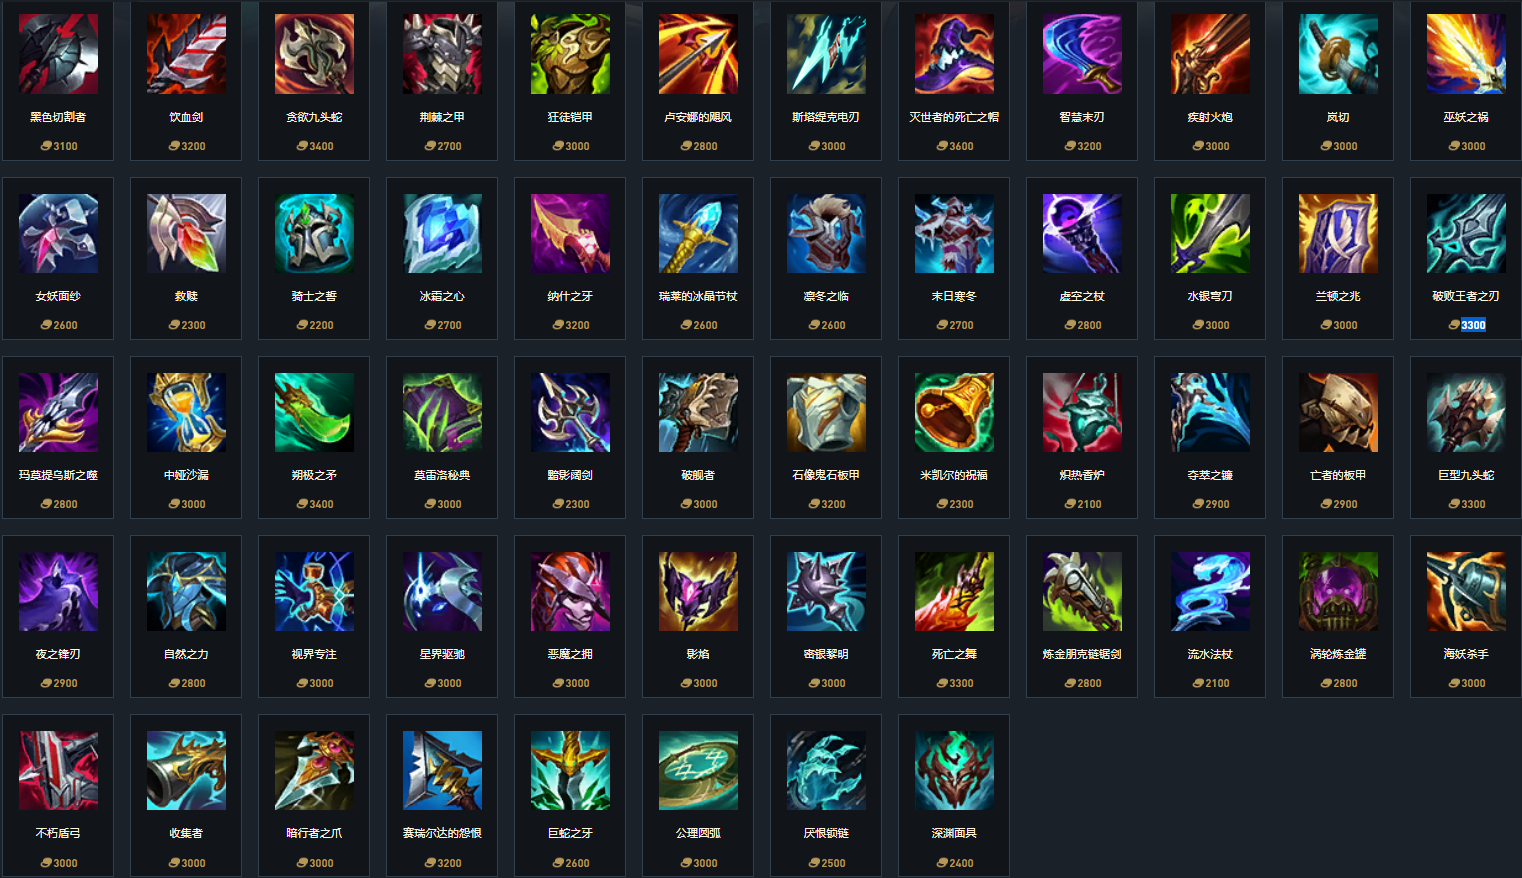 黑色切割者 饮血剑 贪欲九头蛇 荆棘之甲 狂徒铠甲 卢安娜的飓风 斯塔缇克电刃 灭世者的死亡之帽 智慧末刃 疾射火炮 岚切 巫妖之祸
3100 3200 3400 2700 3000 2800 3000 3600 3200 3000 3000 3000
女妖面纱 救赎 骑士之誓 冰霜之心 纳什之牙 瑞莱的冰晶节杖 凛冬之临 末日寒冬 虚空之杖 水银弯刀 兰顿之兆 破败王者之刃
2600 2300 2200 2700 3200 2600 2600 2700 2800 3000 3000 3300
玛莫提乌斯之噬 中娅沙漏 朔极之矛 莫雷洛秘典 黯影阔剑 破舰者 石像鬼石板甲 米凯尔的祝福 炽热香炉 夺萃之镰 亡者的板甲 巨型九头蛇
2800 3000 3400 3000 2300 3000 3200 2300 2100 2900 2900 3300
夜之锋刃 自然之力 视界专注 星界驱驰 恶魔之拥 影焰 密银黎明 死亡之舞 炼金朋克链锯剑 流水法杖 涡轮炼金罐 海妖杀手
2900 2800 3000 3000 3000 3000 3000 3300 2800 2100 2800 3000
不朽盾弓 收集者 暗行者之爪 赛瑞尔达的怨恨 巨蛇之牙 公理圆弧 厌恨锁链 深渊面具
3000 3000 3000 3200 2600 3000 2500 2400